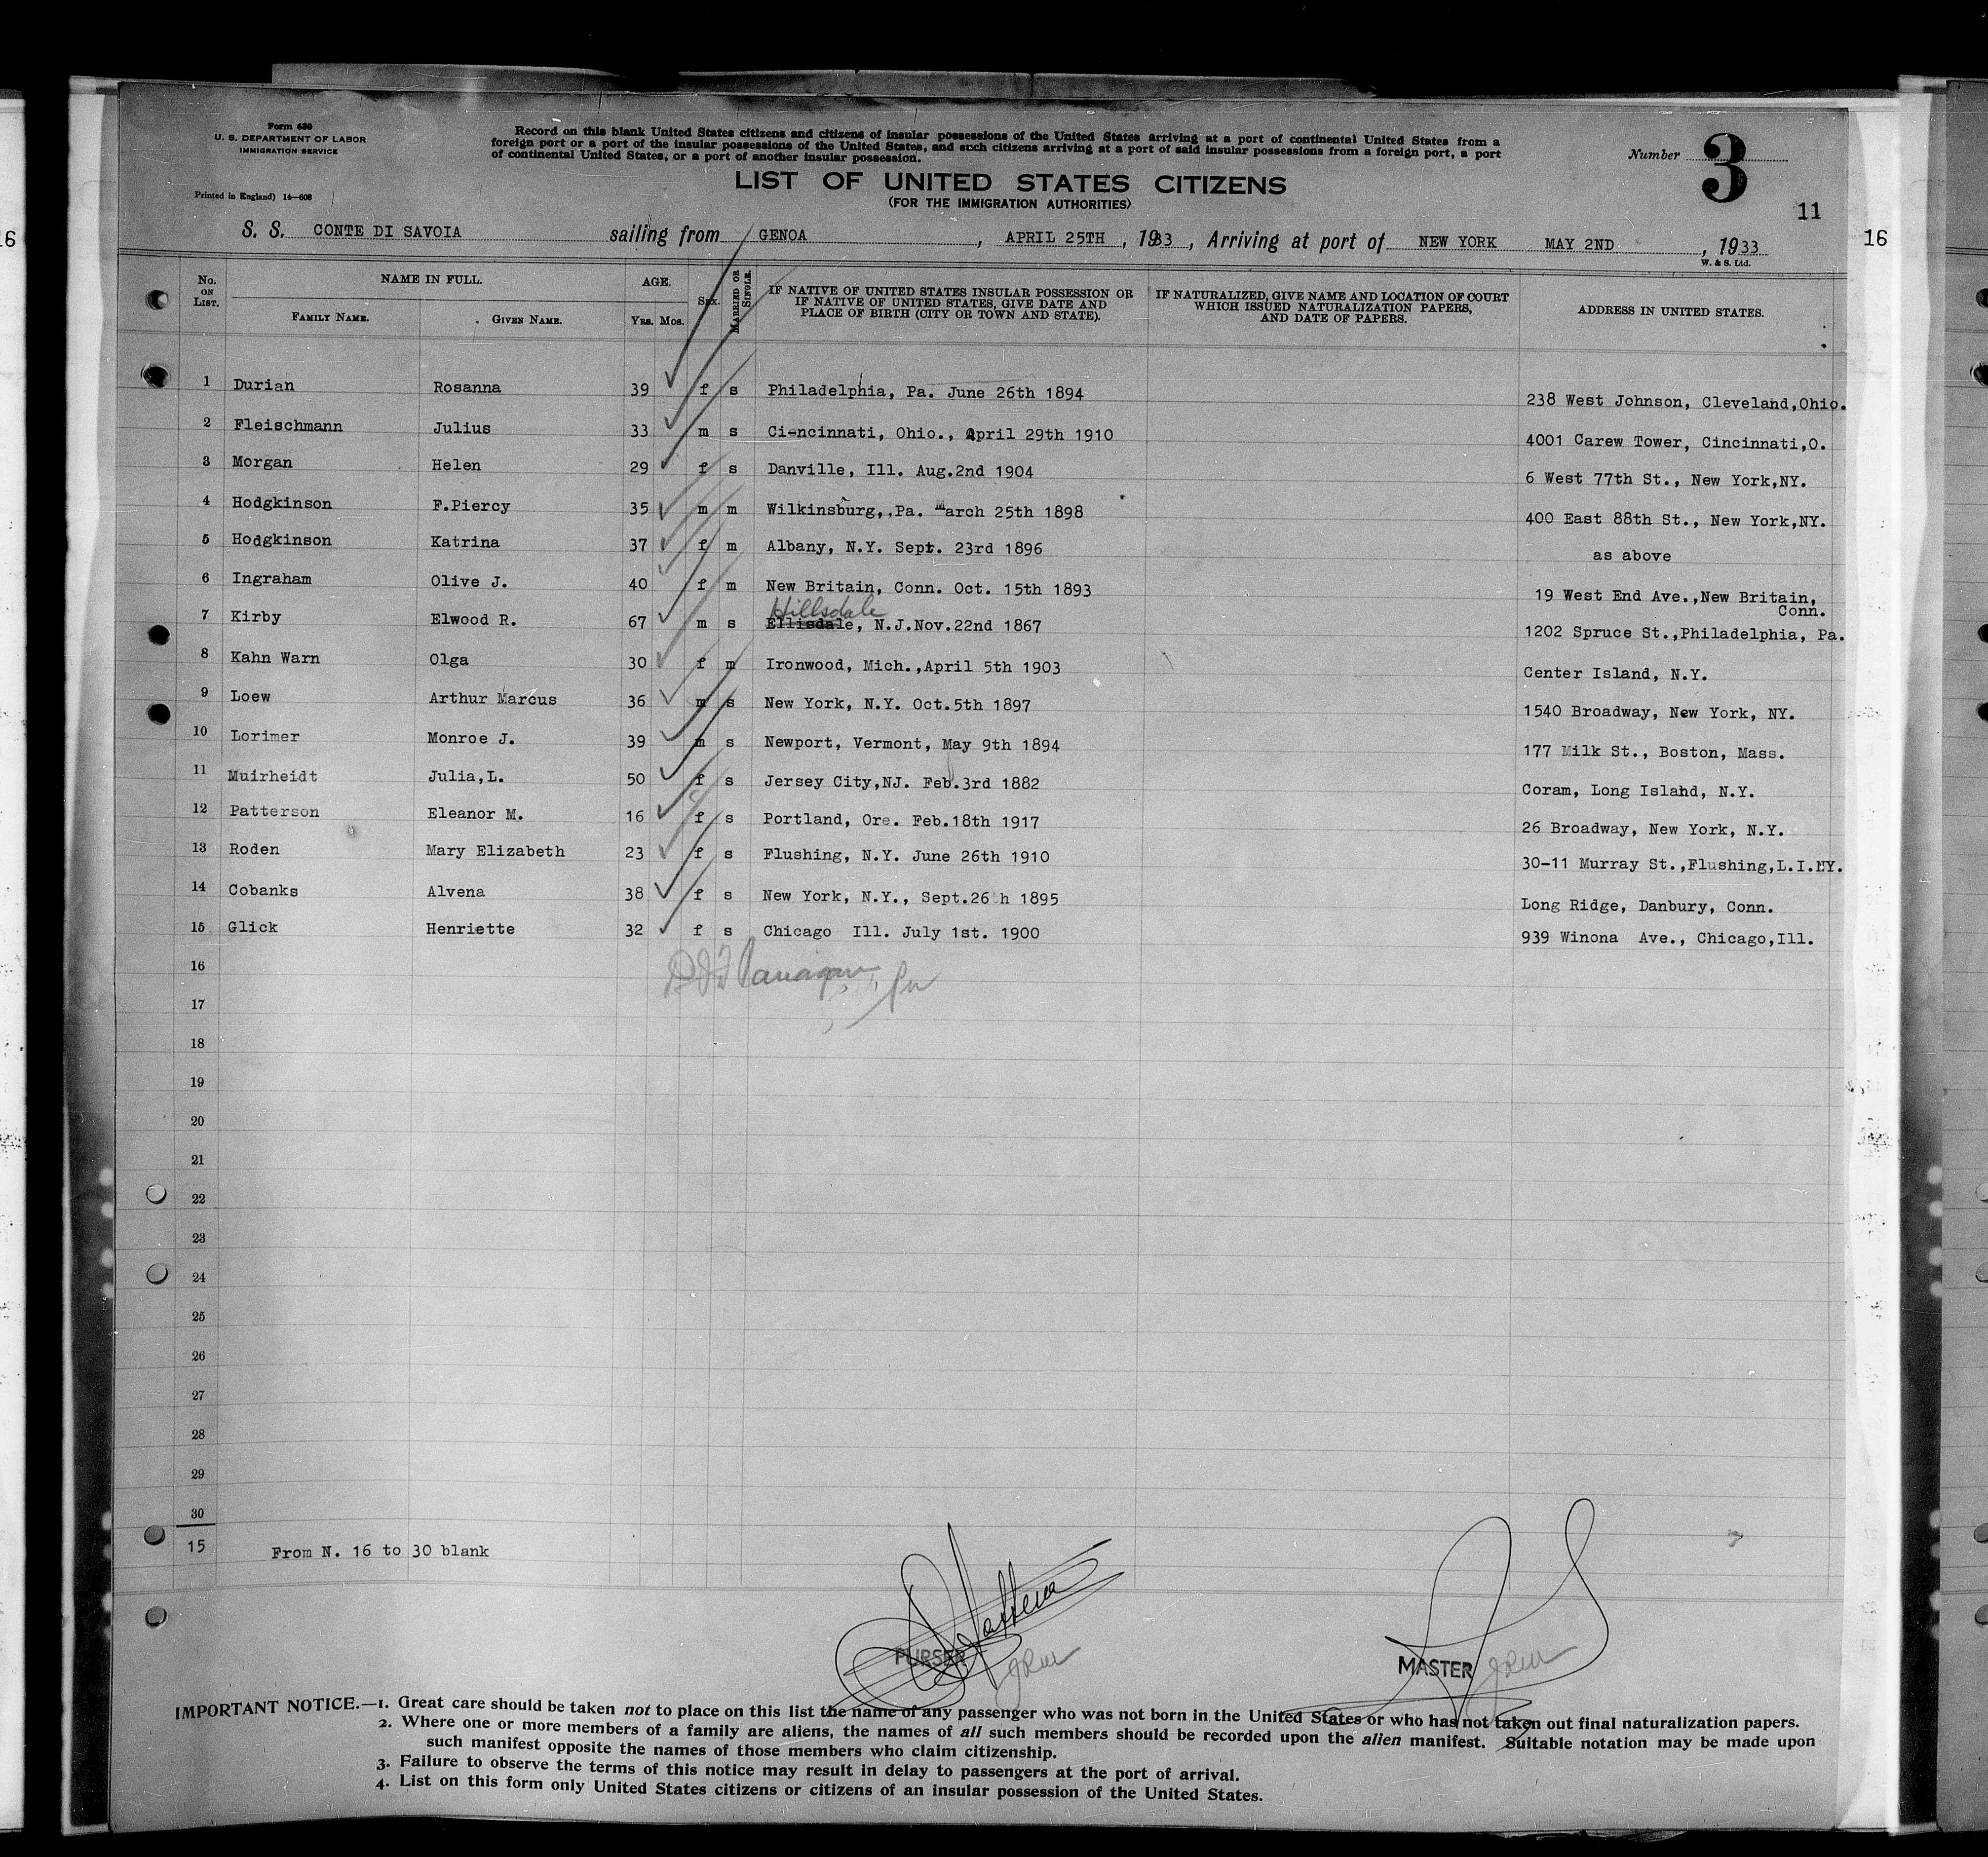 16
Form 630
U. S. DEPARTMENT OF LABOR
IMMIGRATION SERVICE
Printed in England) 14—608
Record on this blank United States citizens and citizens of insular possessions of the United States arriving at a port of continental United States from a
foreign port or a port of the insular possessions of the United States, and such citizens arriving at a port of said insular possessions from a foreign port, a port
of continental United States, or a port of another insular possession.
LIST OF UNITED STATES CITIZENS
(FOR THE IMMIGRATION AUTHORITIES)
Number 3
11
16
S. S. CONTE DI SAVOIA sailing from GENOA, APRIL 25TH, 1933, Arriving at port of NEW YORK MAY 2ND, 1933
W. & S. Ltd.
No. ON LIST. NAME IN FULL. FAMILY NAME. GIVEN NAME. AGE. Yrs. Mos. SEX. MARRIED OR SINGLE. IF NATIVE OF UNITED STATES INSULAR POSSESSION OR IF NATIVE OF UNITED STATES, GIVE DATE AND PLACE OF BIRTH (CITY OR TOWN AND STATE). IF NATURALIZED, GIVE NAME AND LOCATION OF COURT WHICH ISSUED NATURALIZATION PAPERS, AND DATE OF PAPERS. ADDRESS IN UNITED STATES.
1 Durian Rosanna 39 f s Philadelphia, Pa. June 26th 1894 238 West Johnson, Cleveland,Ohio.
2 Fleischmann Julius 33 m s Ci-ncinnati, Ohio., April 29th 1910 4001 Carew Tower, Cincinnati,O.
3 Morgan Helen 29 f s Danville, Ill. Aug.2nd 1904 6 West 77th St., New York,NY.
4 Hodgkinson F.Piercy 35 m m Wilkinsburg,.Pa. March 25th 1898 400 East 88th St., New York,NY.
5 Hodgkinson Katrina 37 f m Albany, N.Y. Sept. 23rd 1896 as above
6 Ingraham Olive J. 40 f m New Britain, Conn. Oct. 15th 1893 19 West End Ave.,New Britain, Conn.
Hillsdale
7 Kirby Elwood R. 67 m s Ellisdale, N.J.Nov.22nd 1867 1202 Spruce St.,Philadelphia, Pa.
8 Kahn Warn Olga 30 f m Ironwood, Mich.,April 5th 1903 Center Island, N.Y.
9 Loew Arthur Marcus 36 m s New York, N.Y. Oct.5th 1897 1540 Broadway, New York, NY.
10 Lorimer Monroe J. 39 m s Newport, Vermont, May 9th 1894 177 Milk St., Boston, Mass.
11 Muirheidt Julia,L. 50 f s Jersey City,NJ. Feb.3rd 1882 Coram, Long Island, N.Y.
12 Patterson Eleanor M. 16 f s Portland, Ore. Feb.18th 1917 26 Broadway, New York, N.Y.
13 Roden Mary Elizabeth 23 f s Flushing, N.Y. June 26th 1910 30-11 Murray St.,Flushing,L.I.NY.
14 Cobanks Alvena 38 f s New York, N.Y., Sept.26th 1895 Long Ridge, Danbury, Conn.
15 Glick Henriette 32 f s Chicago Ill. July 1st. 1900 939 Winona Ave., Chicago,Ill.
16
17
18
19
20
21
22
23
24
25
26
27
28
29
30
15 From N. 16 to 30 blank
PURSER
MASTER
IMPORTANT NOTICE.—1. Great care should be taken not to place on this list the name of any passenger who was not born in the United States or who has not taken out final naturalization papers.
2. Where one or more members of a family are aliens, the names of all such members should be recorded upon the alien manifest. Suitable notation may be made upon
such manifest opposite the names of those members who claim citizenship.
3. Failure to observe the terms of this notice may result in delay to passengers at the port of arrival.
4. List on this form only United States citizens or citizens of an insular possession of the United States.